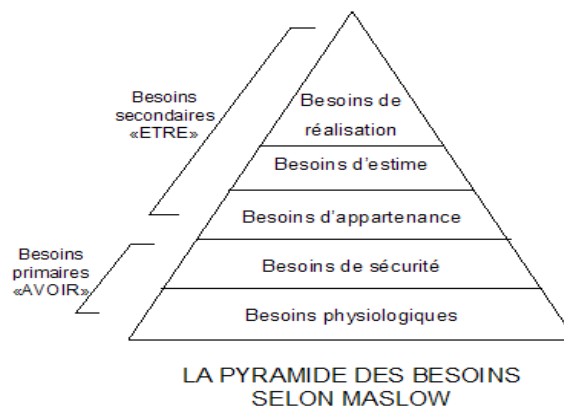 Besoins
secondaires
«ETRE»
Besoins
primaires
«AVOIR»
Besoins de
réalisation
Besoins d'estime
Besoins d'appartenance
Besoins de sécurité
Besoins physiologiques
LA PYRAMIDE DES BESOINS
SELON MASLOW